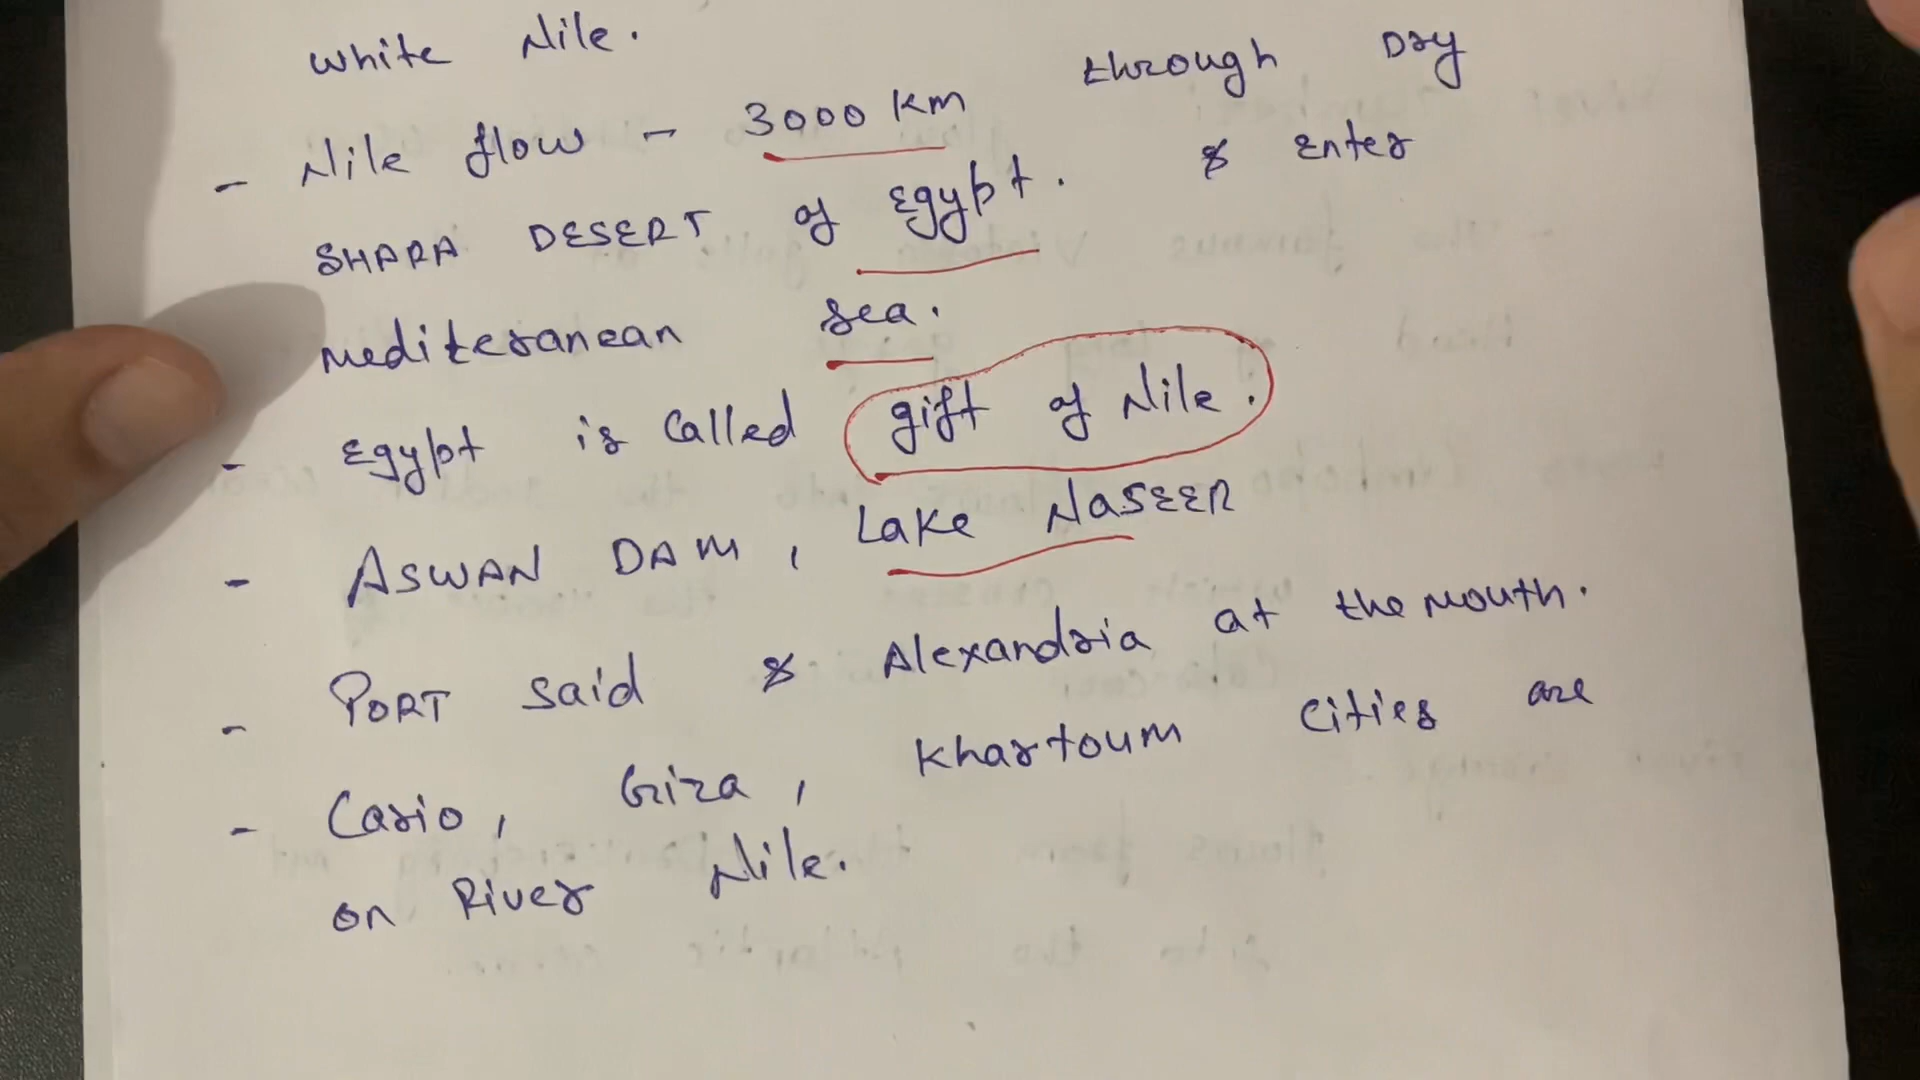 White Nile.
- Nile flow - 3000 Km through Dry
SHARA DESERT of Egypt. & Enter
Mediteranean Sea.
- Egypt is Called gift of Nile.
- ASWAN DAM, Lake NASEER
- PORT Said & Alexandria at the Mouth.
- Cario, Giza, Khartoum Cities are
on River Nile.